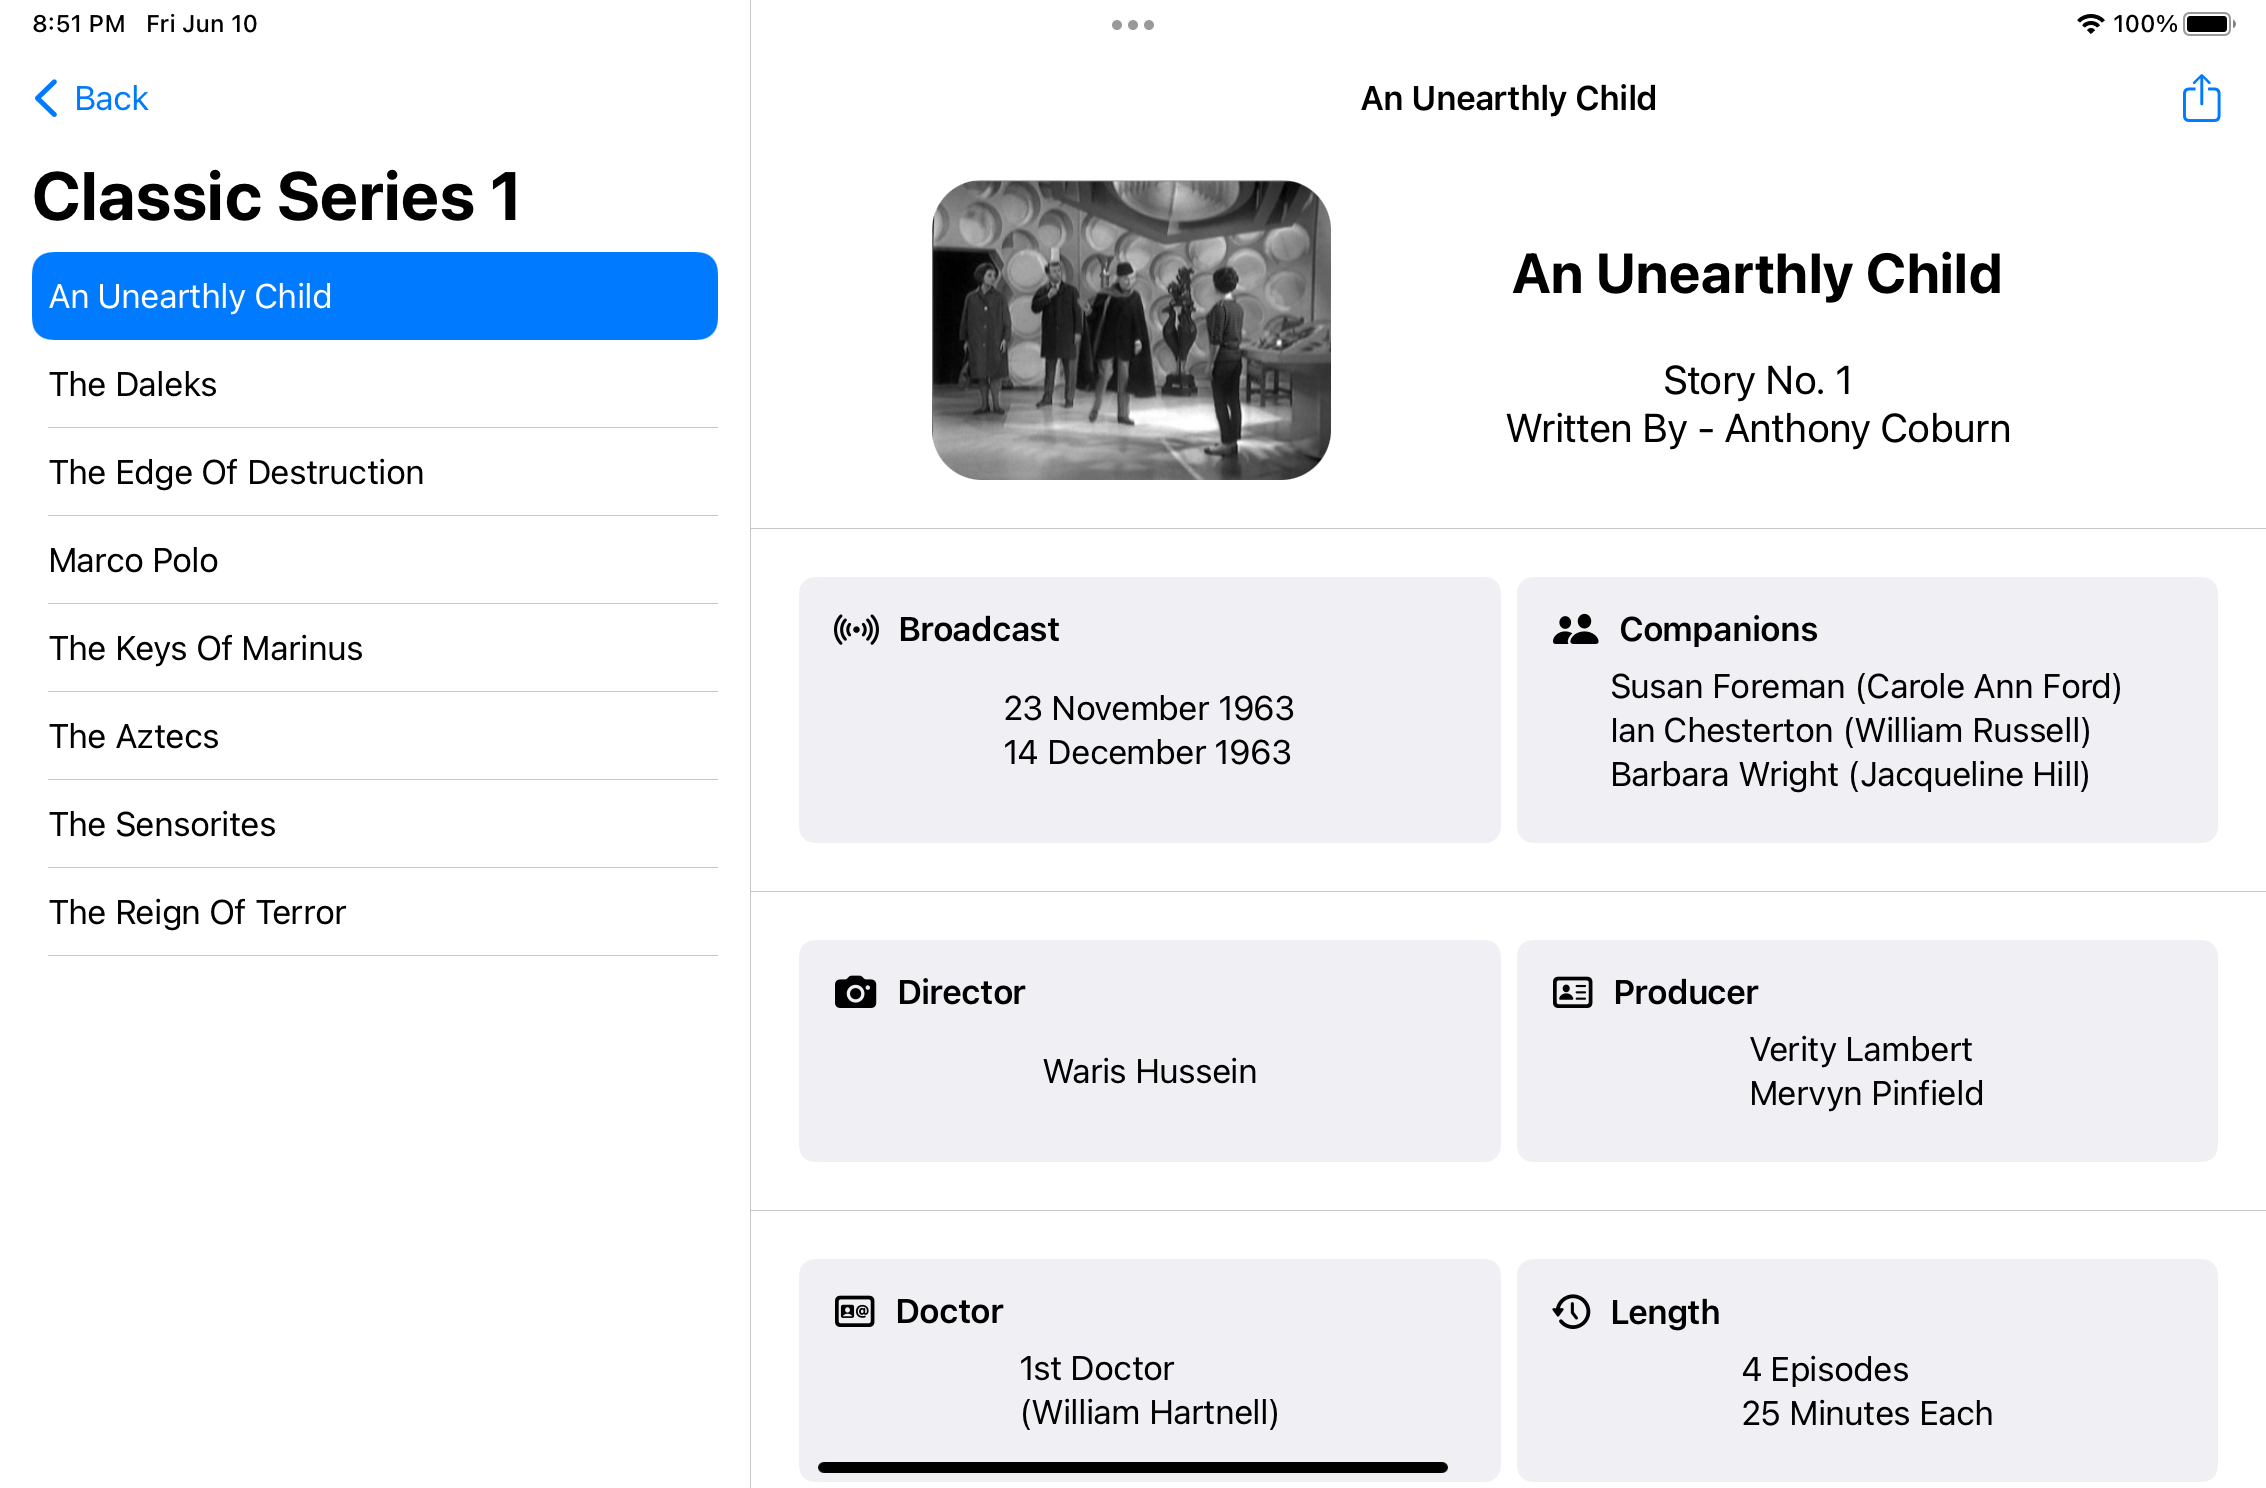 8:51 PM Fri Jun 10
100%
Back
Classic Series 1
An Unearthly Child
The Daleks
The Edge Of Destruction
Marco Polo
The Keys Of Marinus
The Aztecs
The Sensorites
The Reign Of Terror
An Unearthly Child
An Unearthly Child
Story No. 1
Written By - Anthony Coburn
Broadcast
23 November 1963
14 December 1963
Companions
Susan Foreman (Carole Ann Ford)
Ian Chesterton (William Russell)
Barbara Wright (Jacqueline Hill)
Director
Waris Hussein
Producer
Verity Lambert
Mervyn Pinfield
Doctor
1st Doctor
(William Hartnell)
Length
4 Episodes
25 Minutes Each